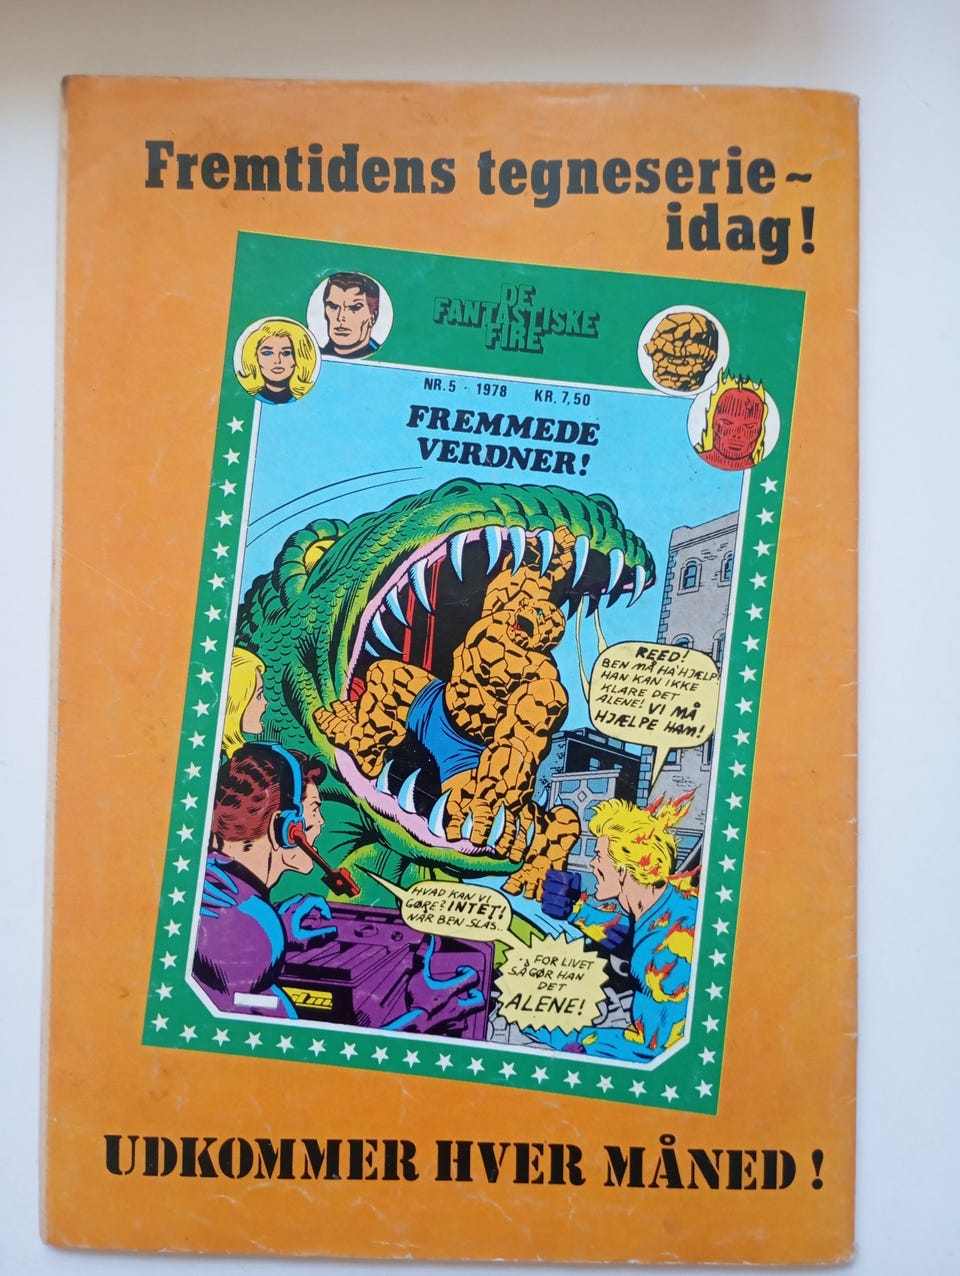 Fremtidens tegneserie ~
idag!
DE
FANTASTISKE
FIRE
NR. 5 · 1978 KR. 7,50
FREMMEDE
VERDNER!
REED!
BEN MÅ HA' HJÆLP!
HAN KAN IKKE
KLARE DET
ALENE! VI MÅ
HJÆLPE HAM!
HVAD KAN VI
GØRE? INTET!
NÅR BEN SLÅS..
.. FOR LIVET
SÅ GØR HAN
DET
ALENE!
UDKOMMER HVER MÅNED!